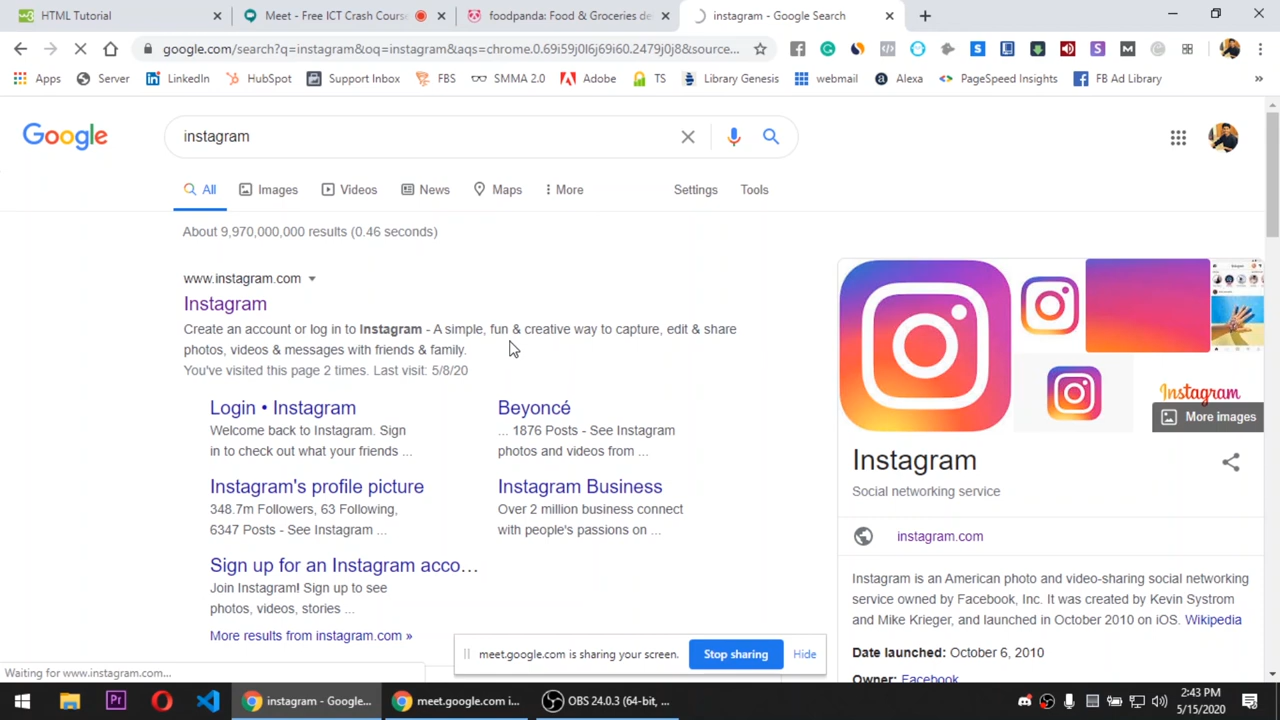 HTML Tutorial
Meet - Free ICT Crash Course
foodpanda: Food & Groceries de
instagram - Google Search
google.com/search?q=instagram&oq=instagram&aqs=chrome.0.69i59j0l6j69i60.2479j0j8&source...
Apps
Server
LinkedIn
HubSpot
Support Inbox
FBS
SMMA 2.0
Adobe
TS
Library Genesis
webmail
Alexa
PageSpeed Insights
FB Ad Library
»
Google
instagram
All
Images
Videos
News
Maps
More
Settings
Tools
About 9,970,000,000 results (0.46 seconds)
www.instagram.com
Instagram
Create an account or log in to Instagram - A simple, fun & creative way to capture, edit & share
photos, videos & messages with friends & family.
You've visited this page 2 times. Last visit: 5/8/20
Login • Instagram
Welcome back to Instagram. Sign
in to check out what your friends ...
Beyoncé
... 1876 Posts - See Instagram
photos and videos from ...
Instagram's profile picture
348.7m Followers, 63 Following,
6347 Posts - See Instagram ...
Instagram Business
Over 2 million business connect
with people's passions on ...
Sign up for an Instagram acco...
Join Instagram! Sign up to see
photos, videos, stories ...
More results from instagram.com »
Instagram
More images
Instagram
Social networking service
instagram.com
Instagram is an American photo and video-sharing social networking
service owned by Facebook, Inc. It was created by Kevin Systrom
and Mike Krieger, and launched in October 2010 on iOS. Wikipedia
Date launched: October 6, 2010
Owner: Facebook
meet.google.com is sharing your screen.
Stop sharing
Hide
Waiting for www.instagram.com...
instagram - Google...
meet.google.com i...
OBS 24.0.3 (64-bit, ...
2:43 PM
5/15/2020